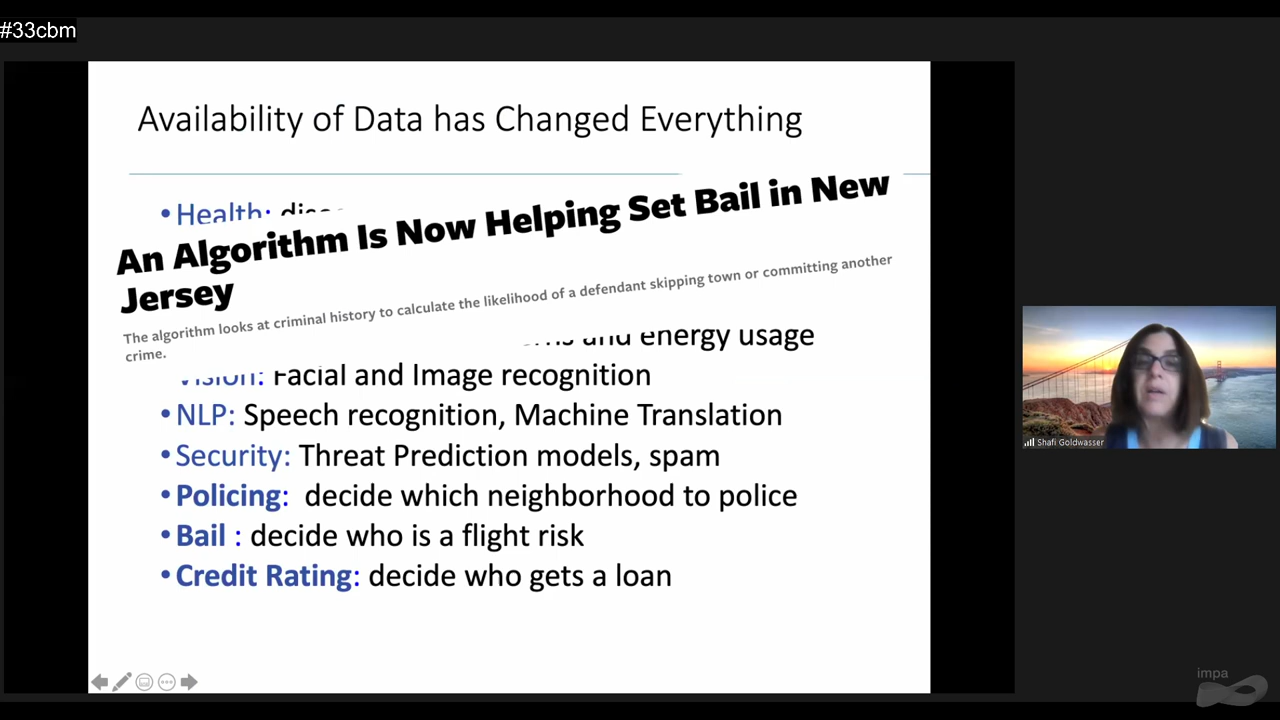 #33cbm
Availability of Data has Changed Everything
• Health:
An Algorithm Is Now Helping Set Bail in New
Jersey
The algorithm looks at criminal history to calculate the likelihood of a defendant skipping town or committing another
crime.
and energy usage
Vision: Facial and Image recognition
• NLP: Speech recognition, Machine Translation
• Security: Threat Prediction models, spam
• Policing: decide which neighborhood to police
• Bail : decide who is a flight risk
• Credit Rating: decide who gets a loan
Shafi Goldwasser
impa